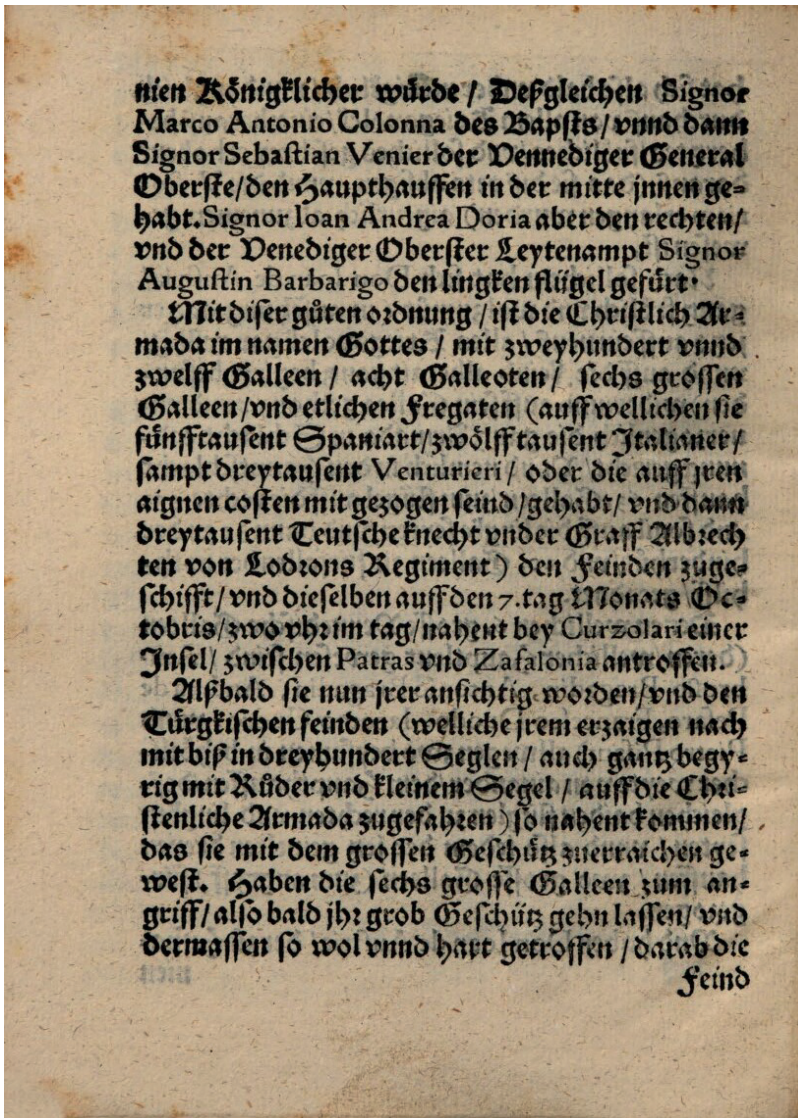 nien Königklicher würde / Deßgleichen Signor
Marco Antonio Colonna des Bapsts / vnnd dann
Signor Sebastian Venier der Vennediger General
Oberste / den Haupthauffen in der mitte jnnen ge=
habt. Signor Ioan Andrea Doria aber den rechten /
vnd der Venediger Oberster Leytenampt Signor
Augustin Barbarigo den lingken flügel gefürt.
Mit diser gůten ordnung / ist die Christlich Ar=
mada im namen Gottes / mit zweyhundert vnnd
zwelff Galleen / acht Galleoten / sechs grossen
Galleen / vnd etlichen Fregaten (auff wellichen sie
fünfftausent Spaniart / zwölff tausent Italianer /
sampt dreytausent Venturieri / oder die auff jren
aignen costen mit gezogen seind / gehabt / vnd dann
dreytausent Teutsche knecht vnder Graff Albrech
ten von Lodrons Regiment) den Feinden zuge=
schifft / vnd dieselben auff den 7. tag Monats Oc=
tobris / zwo vhr im tag / nahent bey Curzolari einer
Insel / zwischen Patras vnd Zafalonia antroffen.
Alßbald sie nun jrer ansichtig worden / vnd den
Türgkischen feinden (welliche jrem erzaigen nach
mit biß in dreyhundert Seglen / auch gantz begy=
rig mit Růder vnd kleinem Segel / auff die Chri=
stenliche Armada zugefahren) so nahent kommen /
das sie mit dem grossen Geschütz zuerraichen ge=
west. Haben die sechs grosse Galleen zum an=
griff / also bald jhr grob Geschütz gehn lassen / vnd
dermassen so wol vnnd hart getroffen / darab die
Feind